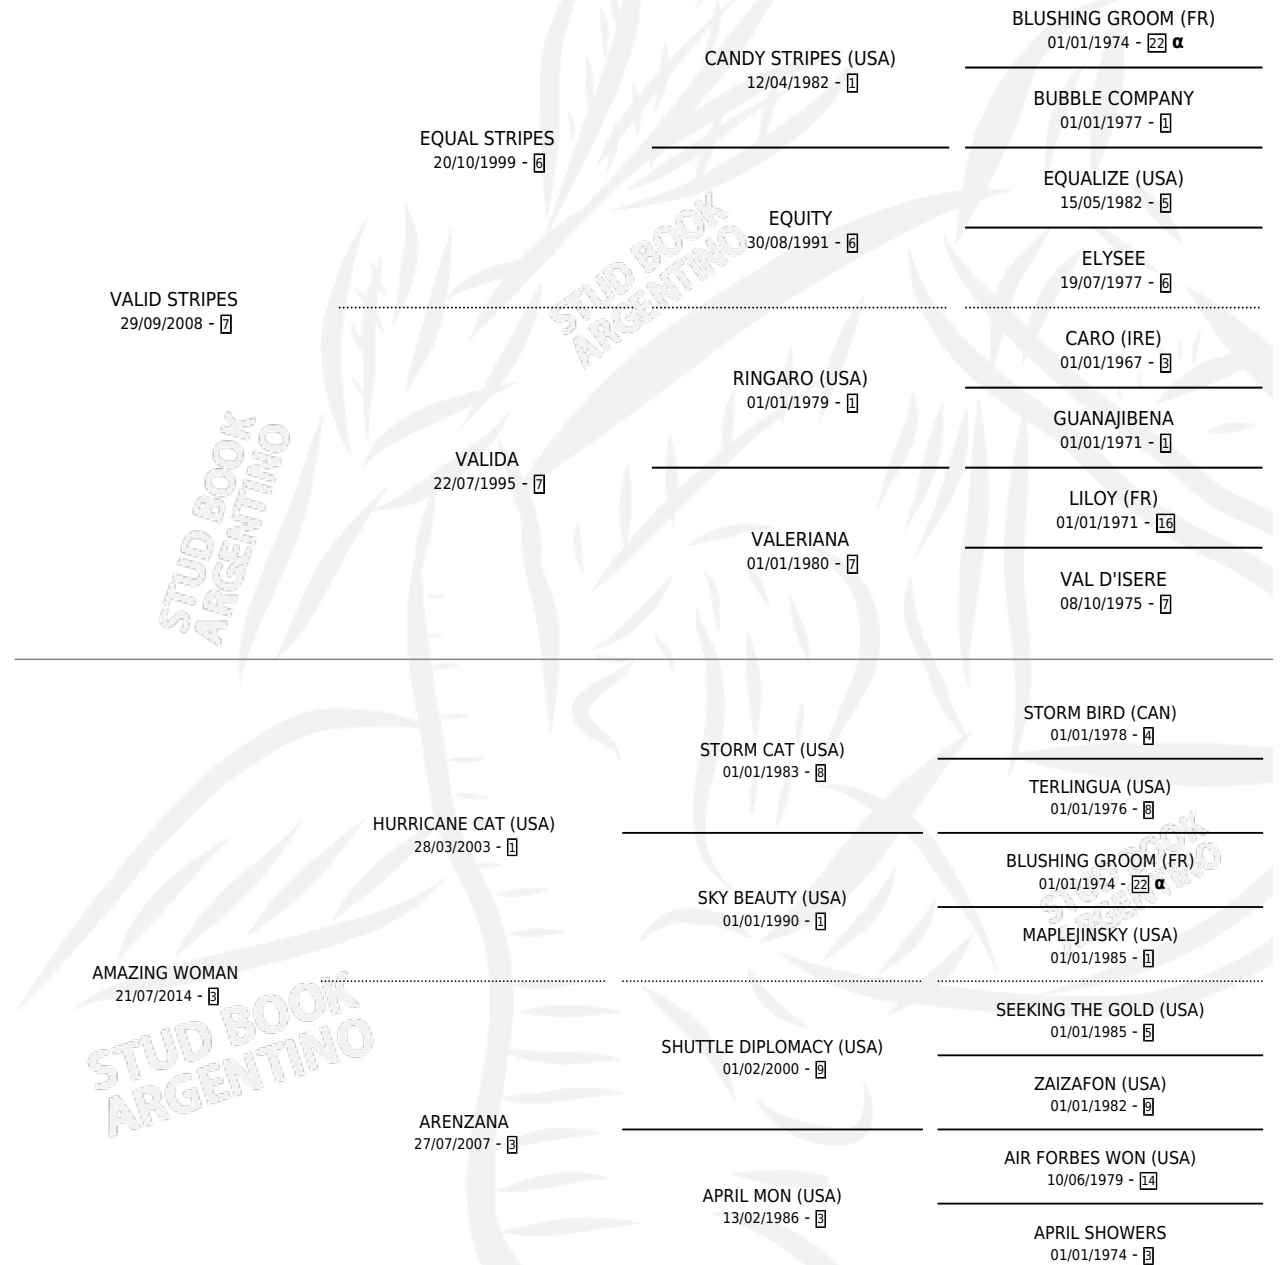 BLUSHING GROOM (FR)
01/01/1974 - 22 α
CANDY STRIPES (USA)
12/04/1982 - 1
BUBBLE COMPANY
01/01/1977 - 1
EQUAL STRIPES
20/10/1999 - 6
EQUALIZE (USA)
15/05/1982 - 5
EQUITY
30/08/1991 - 6
ELYSEE
19/07/1977 - 6
VALID STRIPES
29/09/2008 - 7
CARO (IRE)
01/01/1967 - 3
RINGARO (USA)
01/01/1979 - 1
GUANAJIBENA
01/01/1971 - 1
VALIDA
22/07/1995 - 7
LILOY (FR)
01/01/1971 - 16
VALERIANA
01/01/1980 - 7
VAL D'ISERE
08/10/1975 - 7
STUD BOOK
ARGENTINO
STUD BOOK
ARGENTINO
STORM BIRD (CAN)
01/01/1978 - 4
STORM CAT (USA)
01/01/1983 - 8
TERLINGUA (USA)
01/01/1976 - 8
HURRICANE CAT (USA)
28/03/2003 - 1
BLUSHING GROOM (FR)
01/01/1974 - 22 α
SKY BEAUTY (USA)
01/01/1990 - 1
MAPLEJINSKY (USA)
01/01/1985 - 1
AMAZING WOMAN
21/07/2014 - 3
SEEKING THE GOLD (USA)
01/01/1985 - 5
SHUTTLE DIPLOMACY (USA)
01/02/2000 - 9
ZAIZAFON (USA)
01/01/1982 - 9
ARENZANA
27/07/2007 - 3
AIR FORBES WON (USA)
10/06/1979 - 14
APRIL MON (USA)
13/02/1986 - 3
APRIL SHOWERS
01/01/1974 - 3
STUD BOOK
ARGENTINO
STUD BOOK
ARGENTINO